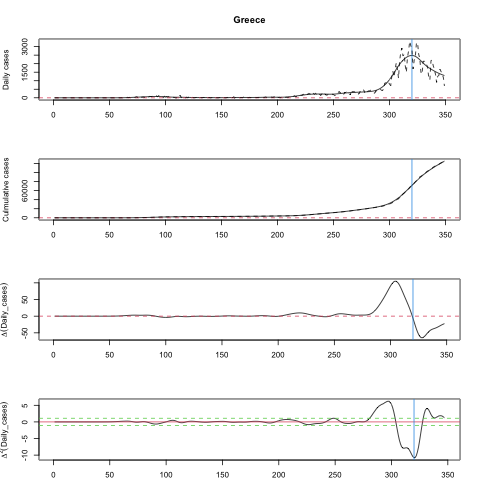 Greece
Daily cases
0 1500 3000
0 50 100 150 200 250 300 350
Culmulative cases
0 60000
0 50 100 150 200 250 300 350
Δ(Daily_cases)
-50 0 50
0 50 100 150 200 250 300 350
Δ²(Daily_cases)
-10 -5 0 5
0 50 100 150 200 250 300 350